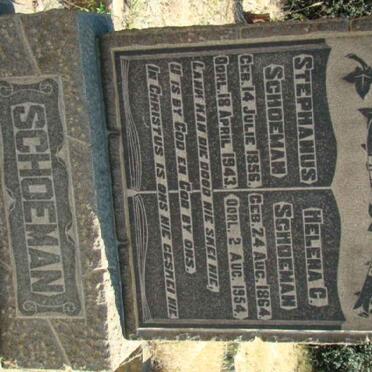 STEPHANUS
SCHOEMAN
GEB. 14 JULIE 1856.
OORL. 18 APRIL 1943.
HELENA C.
SCHOEMAN
GEB. 24 AUG. 1864
OORL. 2 AUG. 1954.
LANK KAN DIE DOOD NIE SKEI NIE,
U IS BY GOD EN GOD BY ONS,
IN CHRISTUS IS ONS NIE GESKEI NIE
SCHOEMAN